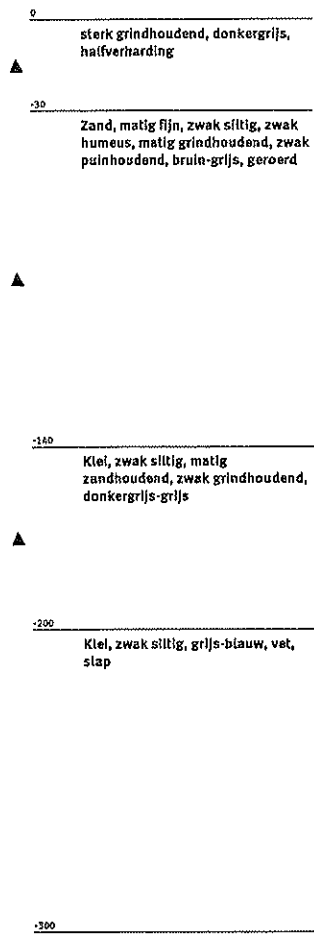 0
sterk grindhoudend, donkergrijs,
halfverharding
-30
Zand, matig fijn, zwak siltig, zwak
humeus, matig grindhoudend, zwak
puinhoudend, bruin-grijs, geroerd
-140
Klei, zwak siltig, matig
zandhoudend, zwak grindhoudend,
donkergrijs-grijs
-200
Klei, zwak siltig, grijs-blauw, vet,
slap
-300